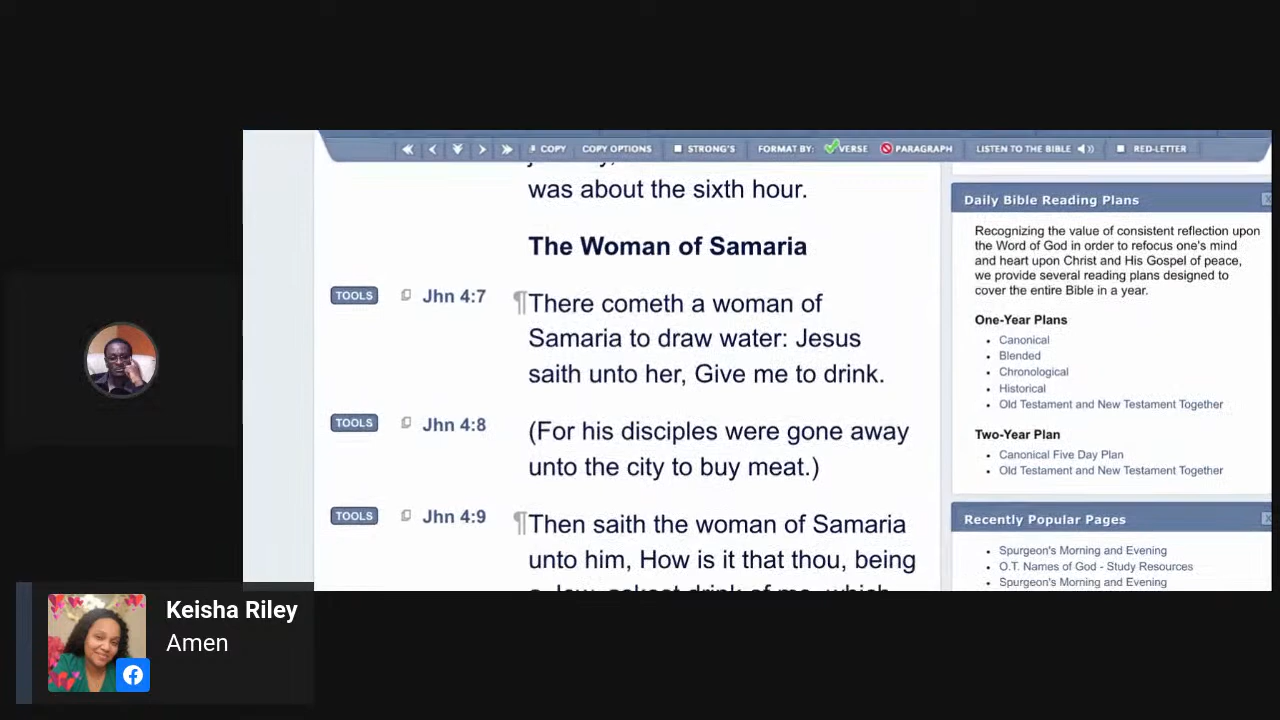 COPY COPY OPTIONS STRONG'S FORMAT BY: VERSE PARAGRAPH LISTEN TO THE BIBLE RED-LETTER
was about the sixth hour.
The Woman of Samaria
TOOLS Jhn 4:7 ¶There cometh a woman of
Samaria to draw water: Jesus
saith unto her, Give me to drink.
TOOLS Jhn 4:8 (For his disciples were gone away
unto the city to buy meat.)
TOOLS Jhn 4:9 ¶Then saith the woman of Samaria
unto him, How is it that thou, being
a Jew, askest drink of me, which
Daily Bible Reading Plans
Recognizing the value of consistent reflection upon
the Word of God in order to refocus one's mind
and heart upon Christ and His Gospel of peace,
we provide several reading plans designed to
cover the entire Bible in a year.
One-Year Plans
Canonical
Blended
Chronological
Historical
Old Testament and New Testament Together
Two-Year Plan
Canonical Five Day Plan
Old Testament and New Testament Together
Recently Popular Pages
Spurgeon's Morning and Evening
O.T. Names of God - Study Resources
Spurgeon's Morning and Evening
Keisha Riley
Amen